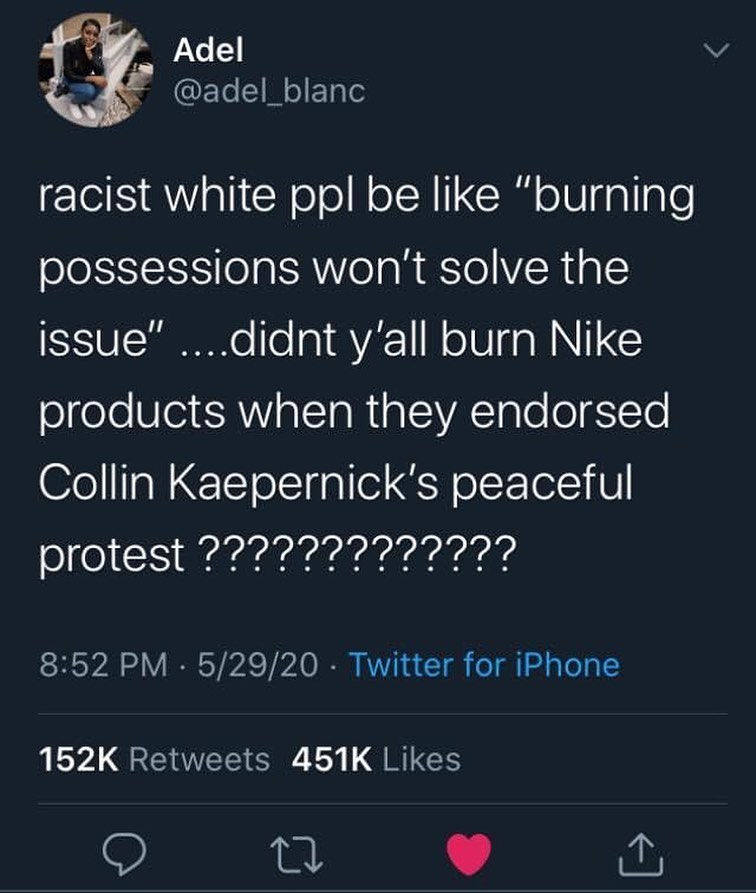 Adel
@adel_blanc
racist white ppl be like “burning
possessions won’t solve the
issue” ....didnt y’all burn Nike
products when they endorsed
Collin Kaepernick’s peaceful
protest ?????????????
8:52 PM · 5/29/20 · Twitter for iPhone
152K Retweets 451K Likes